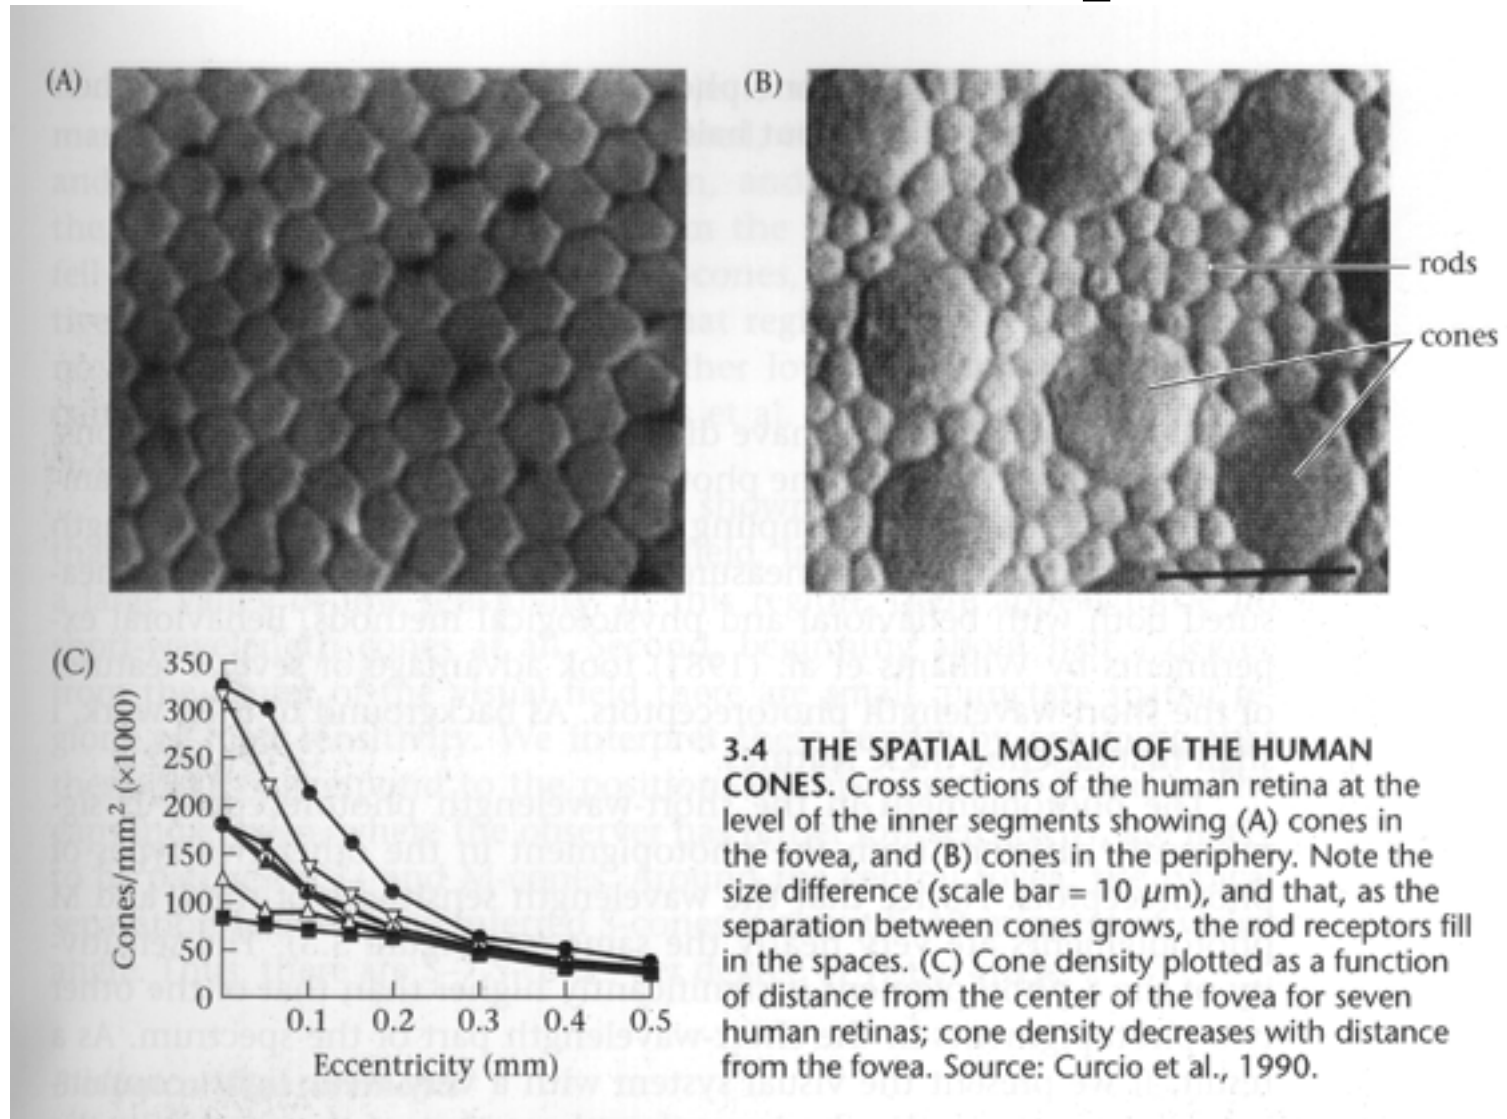 (A)
(B)
rods
cones
(C)
350
300
250
200
150
100
50
0
Cones/mm² (×1000)
0.1 0.2 0.3 0.4 0.5
Eccentricity (mm)
3.4 THE SPATIAL MOSAIC OF THE HUMAN
CONES. Cross sections of the human retina at the
level of the inner segments showing (A) cones in
the fovea, and (B) cones in the periphery. Note the
size difference (scale bar = 10 μm), and that, as the
separation between cones grows, the rod receptors fill
in the spaces. (C) Cone density plotted as a function
of distance from the center of the fovea for seven
human retinas; cone density decreases with distance
from the fovea. Source: Curcio et al., 1990.